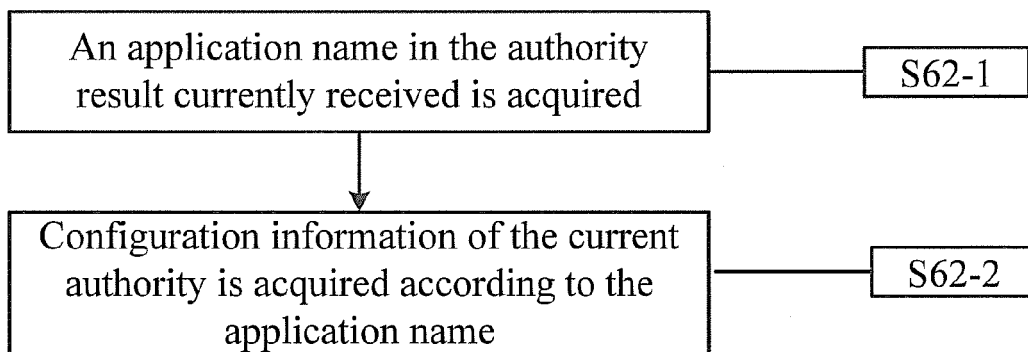 An application name in the authority
result currently received is acquired
S62-1
Configuration information of the current
authority is acquired according to the
application name
S62-2